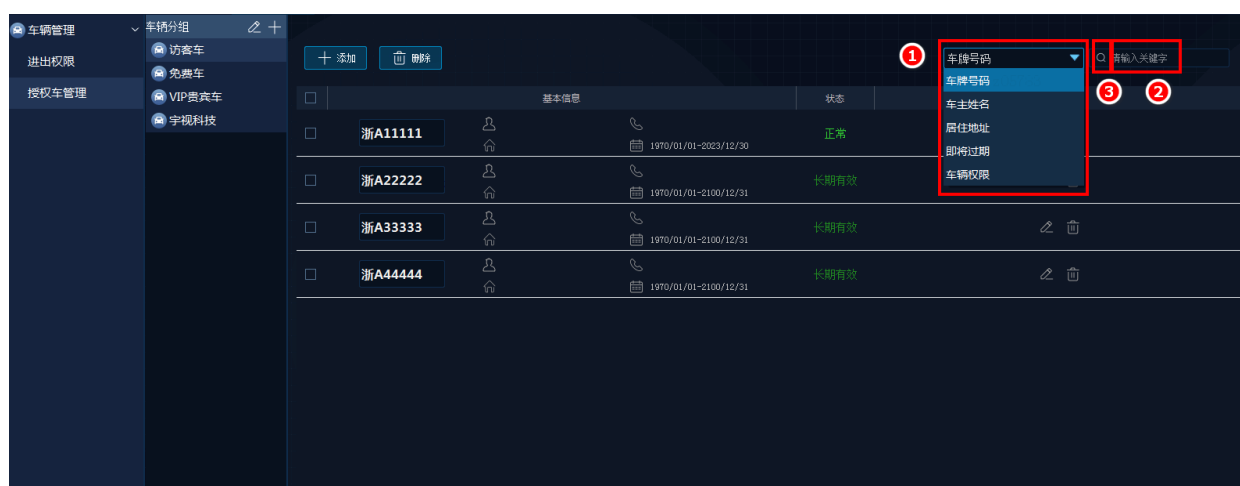 车辆管理
进出权限
授权车管理
车辆分组
访客车
免费车
VIP贵宾车
宇视科技
添加
删除
1
车牌号码
请输入关键字
3
2
车牌号码
车主姓名
居住地址
即将过期
车辆权限
基本信息
状态
浙A11111
1970/01/01-2023/12/30
正常
浙A22222
1970/01/01-2100/12/31
长期有效
浙A33333
1970/01/01-2100/12/31
长期有效
浙A44444
1970/01/01-2100/12/31
长期有效